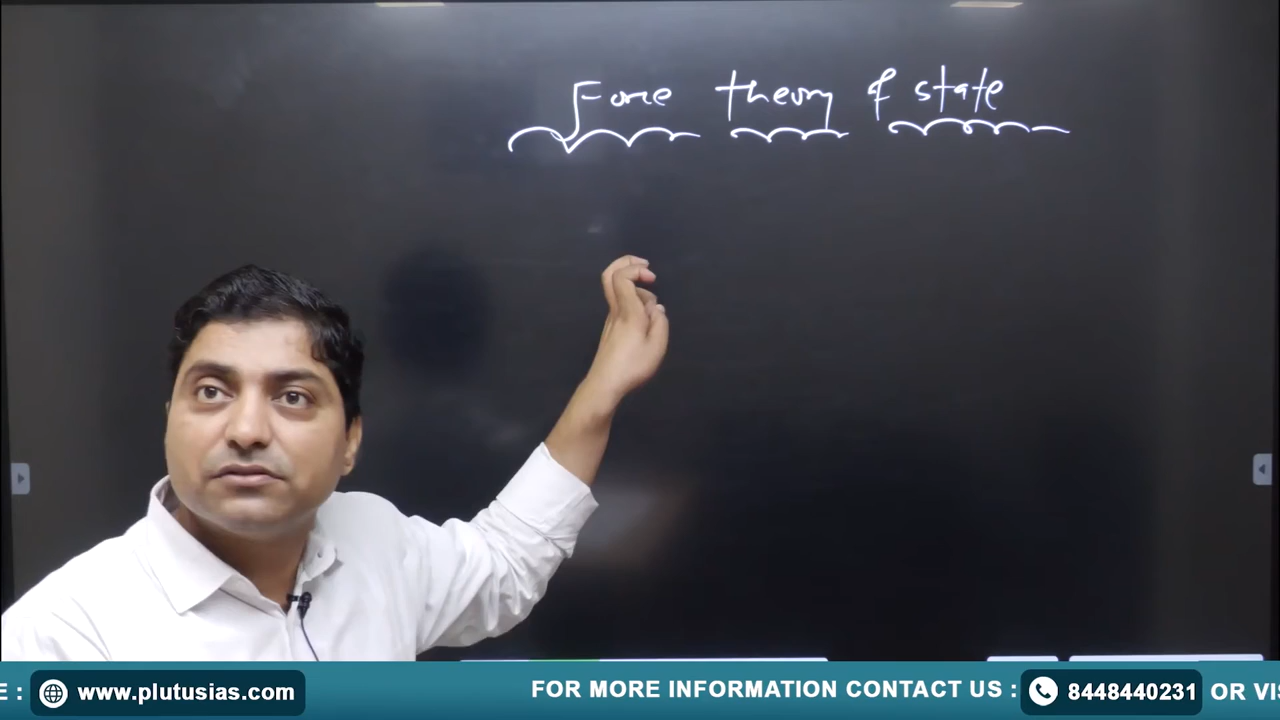 Force theory of state
E : www.plutusias.com FOR MORE INFORMATION CONTACT US : 8448440231 OR VIS